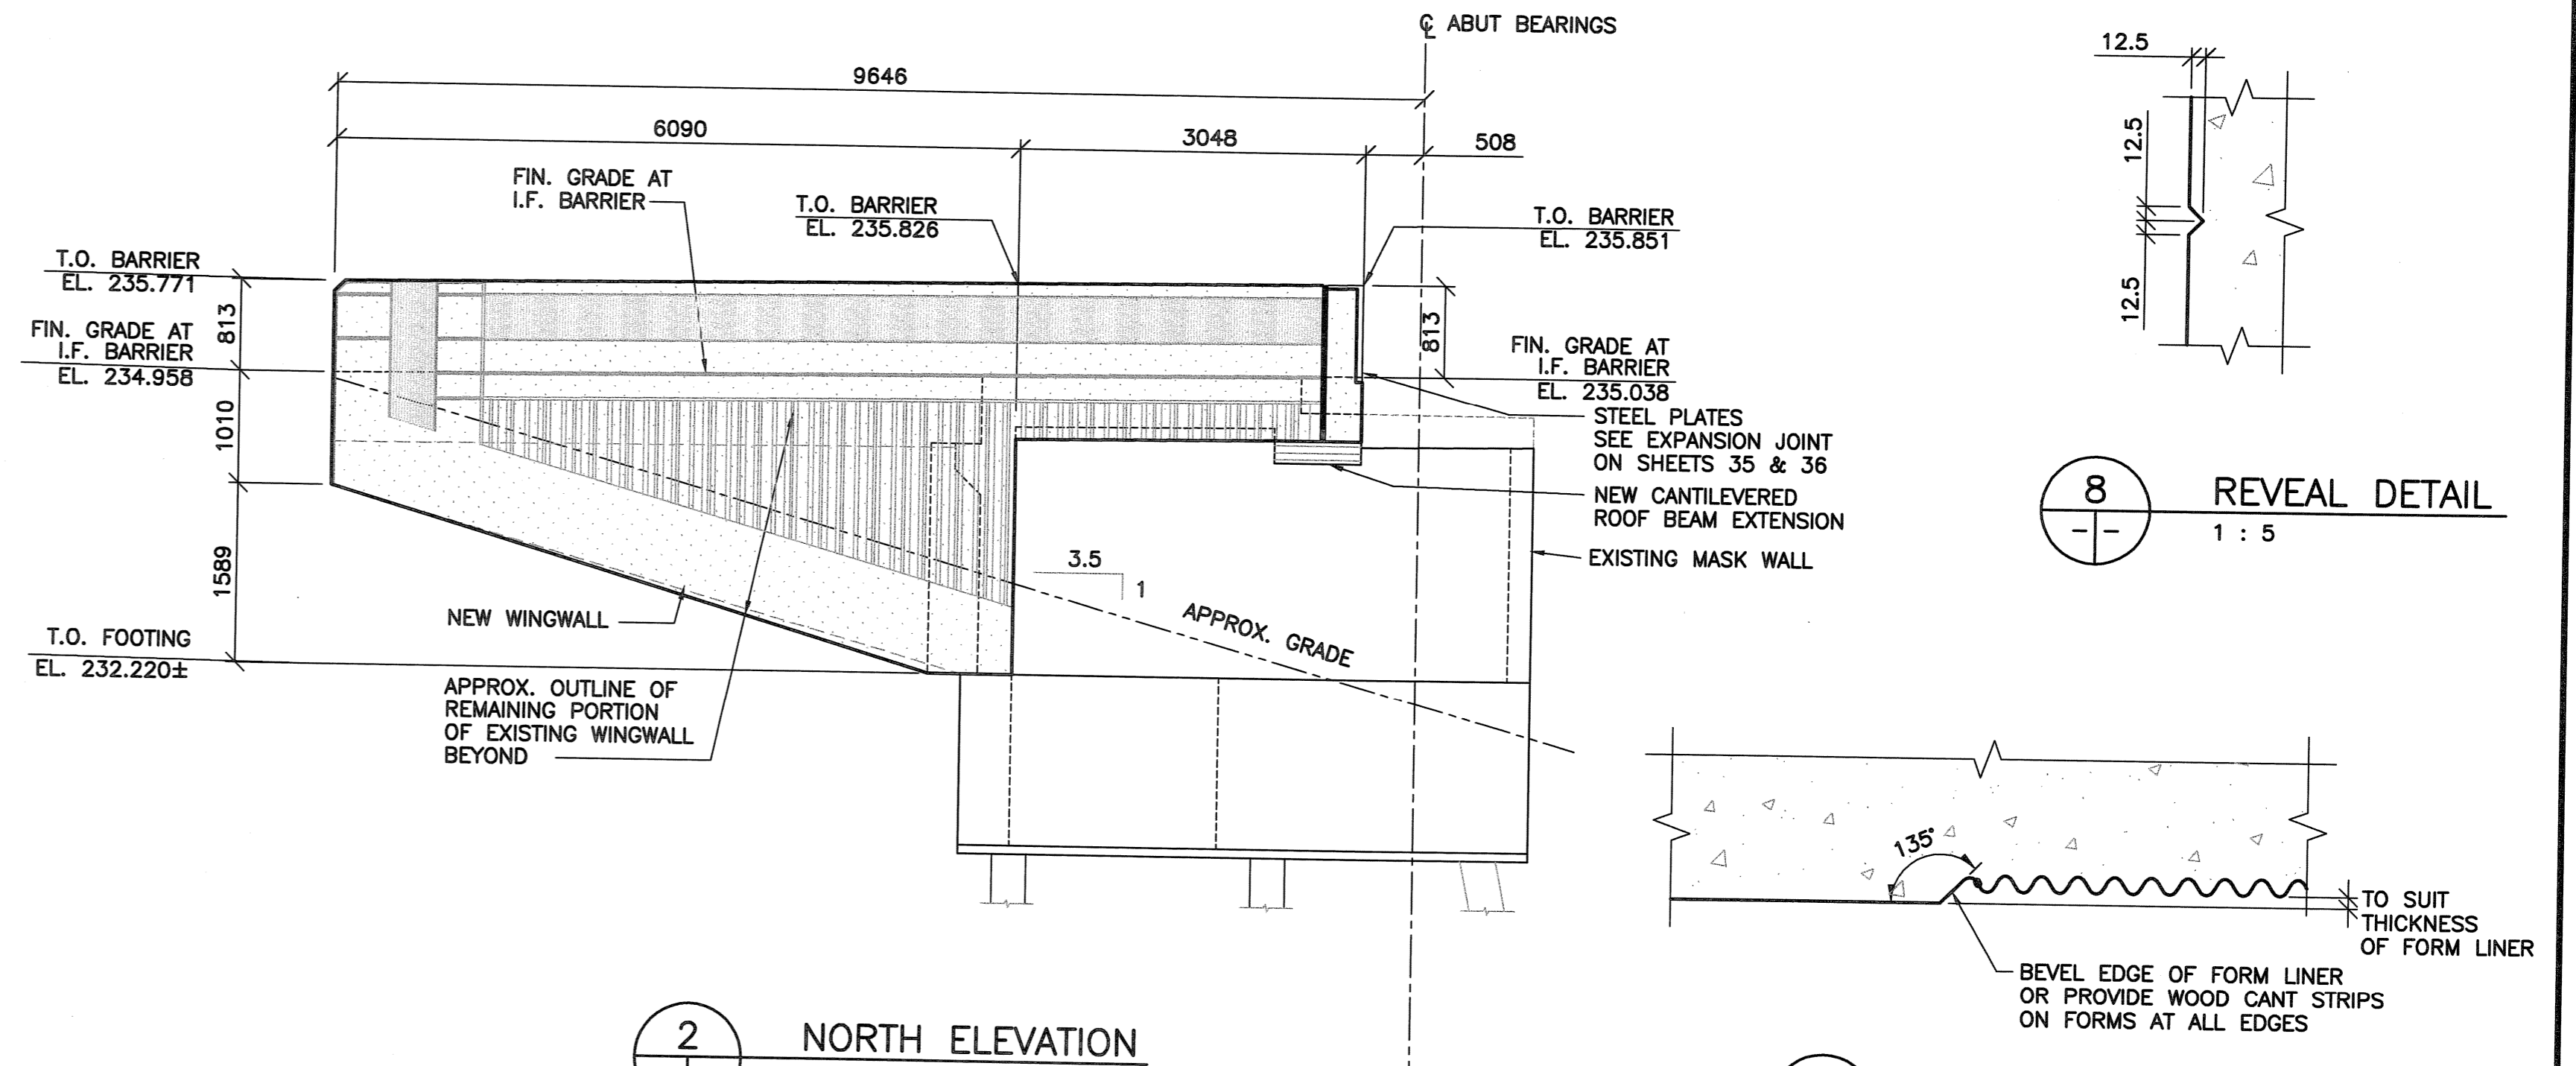 ℄ ABUT BEARINGS
9646
6090
3048
508
FIN. GRADE AT
I.F. BARRIER
T.O. BARRIER
EL. 235.826
T.O. BARRIER
EL. 235.851
T.O. BARRIER
EL. 235.771
813
FIN. GRADE AT
I.F. BARRIER
EL. 234.958
1010
1589
T.O. FOOTING
EL. 232.220±
813
FIN. GRADE AT
I.F. BARRIER
EL. 235.038
STEEL PLATES
SEE EXPANSION JOINT
ON SHEETS 35 & 36
NEW CANTILEVERED
ROOF BEAM EXTENSION
EXISTING MASK WALL
3.5
1
APPROX. GRADE
NEW WINGWALL
APPROX. OUTLINE OF
REMAINING PORTION
OF EXISTING WINGWALL
BEYOND
2
NORTH ELEVATION
12.5
12.5
12.5
8
- -
REVEAL DETAIL
1 : 5
135°
TO SUIT
THICKNESS
OF FORM LINER
BEVEL EDGE OF FORM LINER
OR PROVIDE WOOD CANT STRIPS
ON FORMS AT ALL EDGES